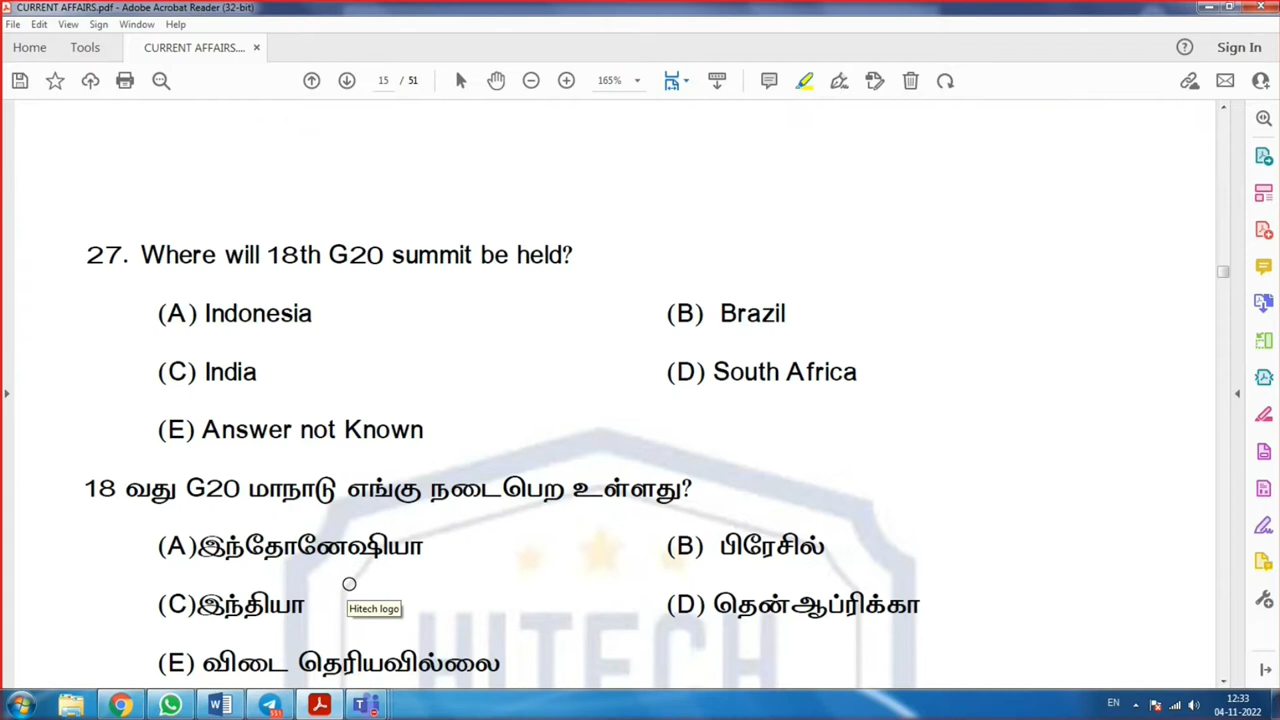 CURRENT AFFAIRS.pdf - Adobe Acrobat Reader (32-bit)
File Edit View Sign Window Help
Home Tools CURRENT AFFAIRS.... × Sign In
15 / 51 165%
27. Where will 18th G20 summit be held?
(A) Indonesia (B) Brazil
(C) India (D) South Africa
(E) Answer not Known
18 வது G20 மாநாடு எங்கு நடைபெற உள்ளது?
(A)இந்தோனேஷியா (B) பிரேசில்
(C)இந்தியா (D) தென்ஆப்ரிக்கா
Hitech logo
(E) விடை தெரியவில்லை
HITECH
EN 12:33
04-11-2022